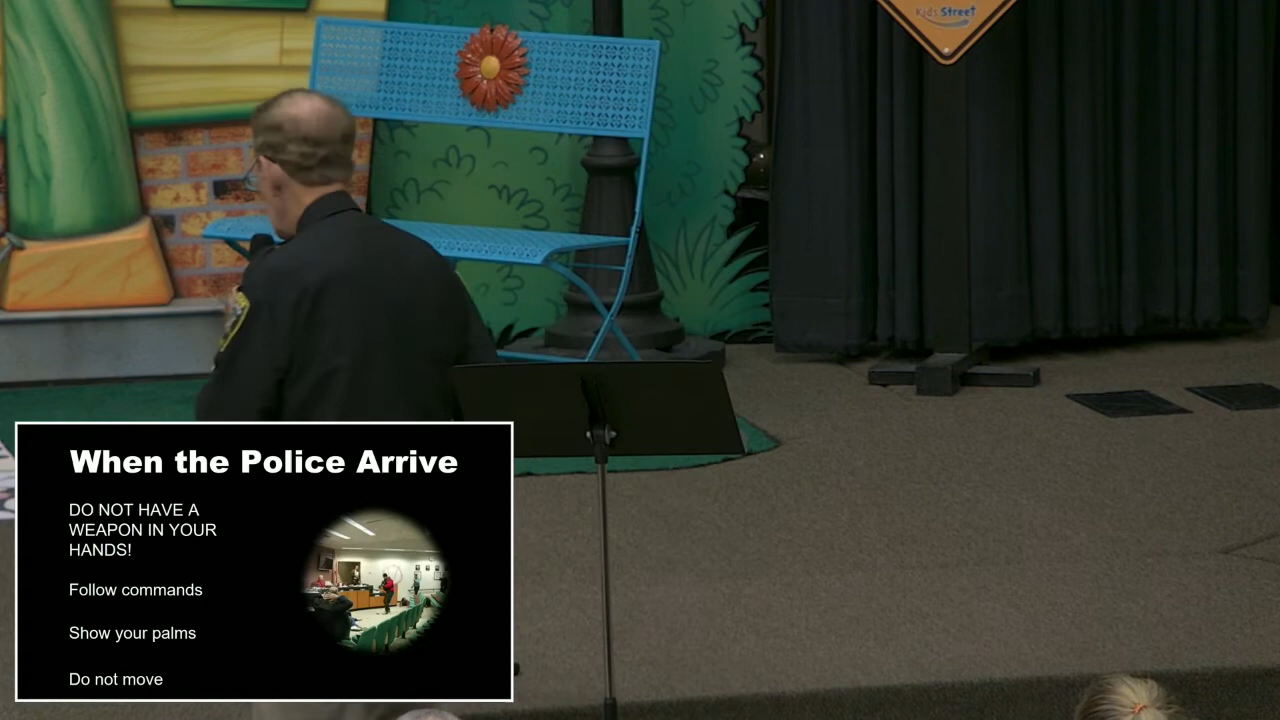 Kids Street
When the Police Arrive
DO NOT HAVE A
WEAPON IN YOUR
HANDS!
Follow commands
Show your palms
Do not move